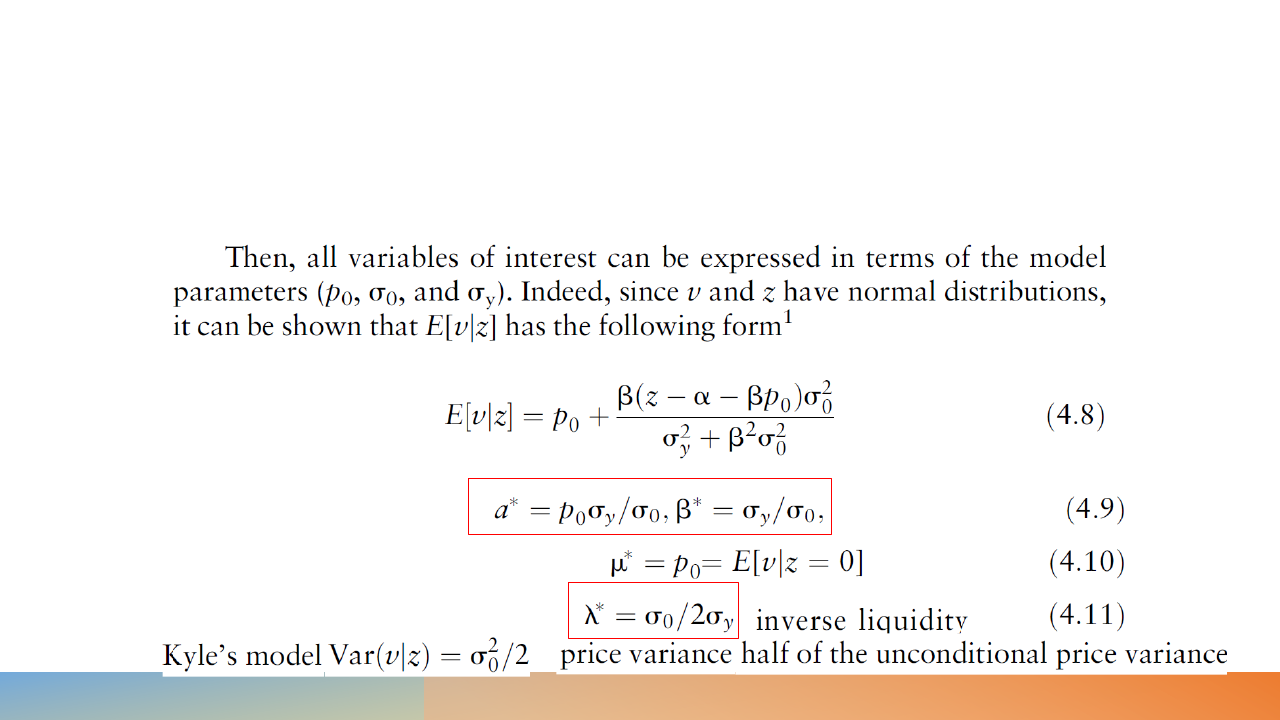 Then, all variables of interest can be expressed in terms of the model
parameters (p₀, σ₀, and σ_y). Indeed, since ν and z have normal distributions,
it can be shown that E[ν|z] has the following form¹
E[ν|z] = p₀ + β(z − α − βp₀)σ₀² / (σ_y² + β²σ₀²) (4.8)
a* = p₀σ_y/σ₀, β* = σ_y/σ₀, (4.9)
μ* = p₀= E[ν|z = 0] (4.10)
λ* = σ₀/2σ_y inverse liquidity (4.11)
Kyle's model Var(ν|z) = σ₀²/2 price variance half of the unconditional price variance